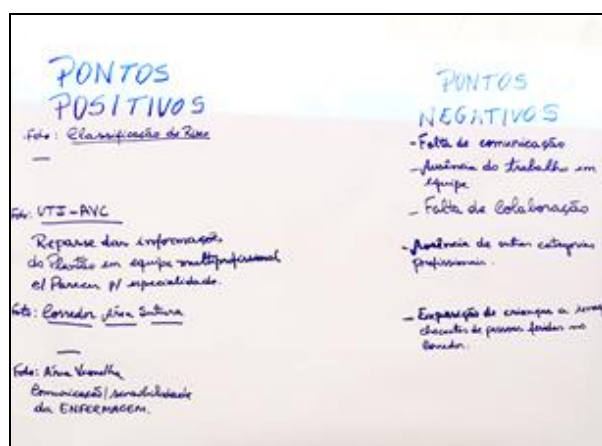 PONTOS
POSITIVOS
Foto: Classificação de Risco
—
Foto: UTI-AVC
Repasse das informações
do Plantão em equipe multiprofissional
c/ Parecer p/ especialidade.
Foto: Corredor Área Sutura
—
Foto: Área Vermelha
Comunicação/sensibilidade
da ENFERMAGEM.
PONTOS
NEGATIVOS
- Falta de comunicação
- Ausência do trabalho em
equipe
- Falta de Colaboração
- Ausência de outras categorias
profissionais.
- Exposição de crianças a
chocantes de pessoas feridas no
Corredor.